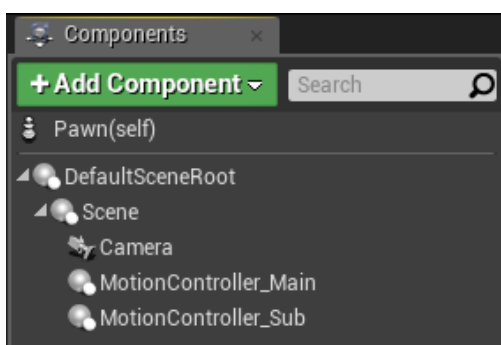 Components
+ Add Component
Search
Pawn(self)
DefaultSceneRoot
Scene
Camera
MotionController_Main
MotionController_Sub